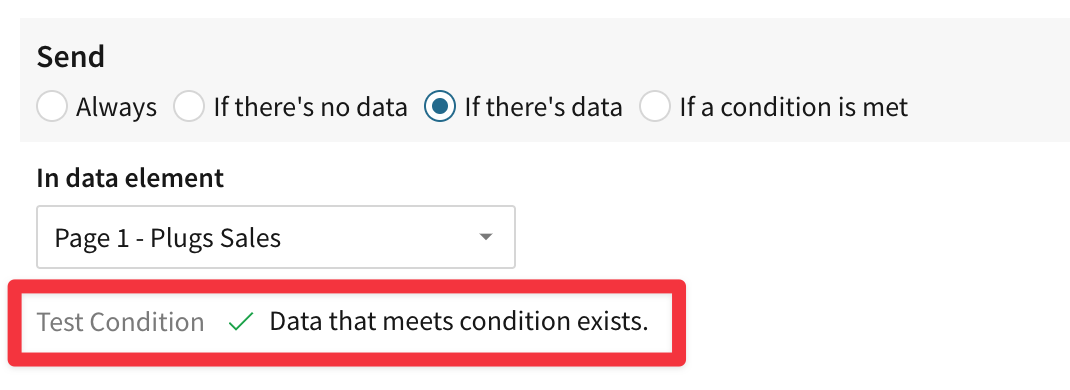 Send
Always If there's no data If there's data If a condition is met
In data element
Page 1 - Plugs Sales
Test Condition Data that meets condition exists.